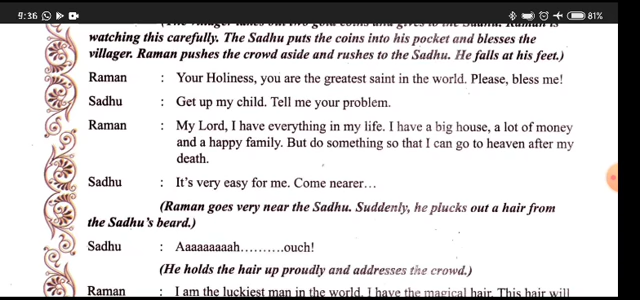 9:36 81%
(The villager takes out two gold coins and gives to the Sadhu. Raman is
watching this carefully. The Sadhu puts the coins into his pocket and blesses the
villager. Raman pushes the crowd aside and rushes to the Sadhu. He falls at his feet.)
Raman : Your Holiness, you are the greatest saint in the world. Please, bless me!
Sadhu : Get up my child. Tell me your problem.
Raman : My Lord, I have everything in my life. I have a big house, a lot of money
and a happy family. But do something so that I can go to heaven after my
death.
Sadhu : It's very easy for me. Come nearer...
(Raman goes very near the Sadhu. Suddenly, he plucks out a hair from
the Sadhu's beard.)
Sadhu : Aaaaaaaaah..........ouch!
(He holds the hair up proudly and addresses the crowd.)
Raman : I am the luckiest man in the world. I have the magical hair. This hair will